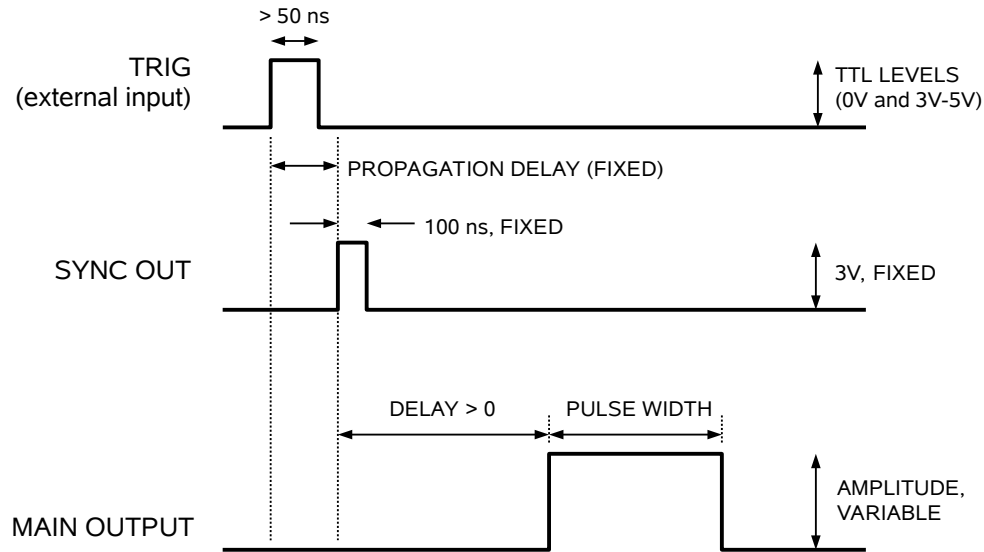 > 50 ns
TRIG
(external input)
TTL LEVELS
(0V and 3V-5V)
PROPAGATION DELAY (FIXED)
100 ns, FIXED
SYNC OUT
3V, FIXED
DELAY > 0
PULSE WIDTH
MAIN OUTPUT
AMPLITUDE,
VARIABLE